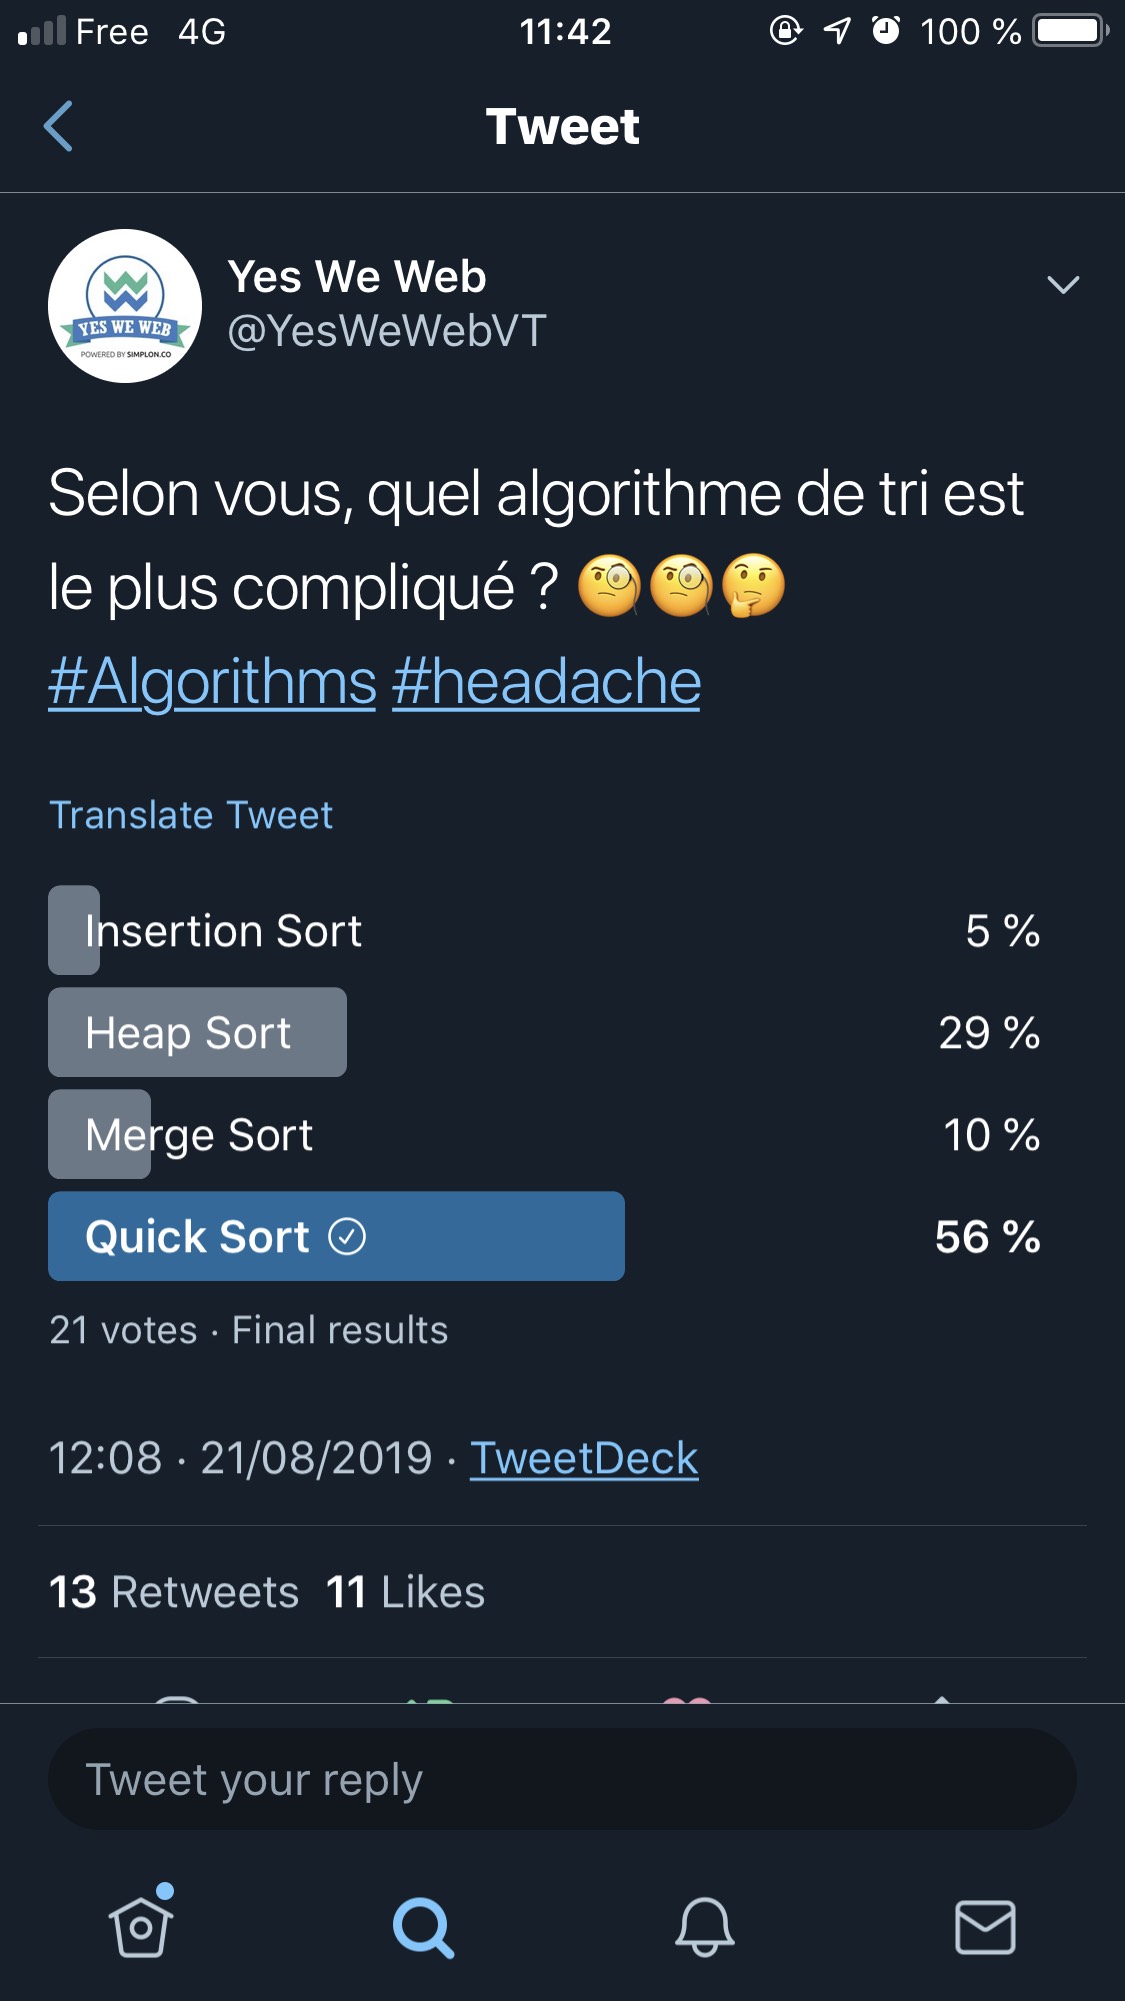 Free 4G 11:42 100 %
Tweet
YES WE WEB
POWERED BY SIMPLON.CO
Yes We Web
@YesWeWebVT
Selon vous, quel algorithme de tri est
le plus compliqué ? 🧐🧐🤔
#Algorithms #headache
Translate Tweet
Insertion Sort 5 %
Heap Sort 29 %
Merge Sort 10 %
Quick Sort 56 %
21 votes · Final results
12:08 · 21/08/2019 · TweetDeck
13 Retweets 11 Likes
Tweet your reply